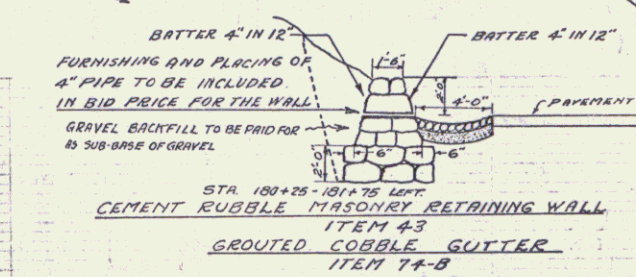 BATTER 4" IN 12"
BATTER 4" IN 12"
1'-6"
FURNISHING AND PLACING OF
4" PIPE TO BE INCLUDED
IN BID PRICE FOR THE WALL
2'-0"
4'-0"
PAVEMENT
GRAVEL BACKFILL TO BE PAID FOR
AS SUB-BASE OF GRAVEL
2'-0"
6"
6"
STA. 180+25 - 181+75 LEFT.
CEMENT RUBBLE MASONRY RETAINING WALL
ITEM 43
GROUTED COBBLE GUTTER
ITEM 74-B